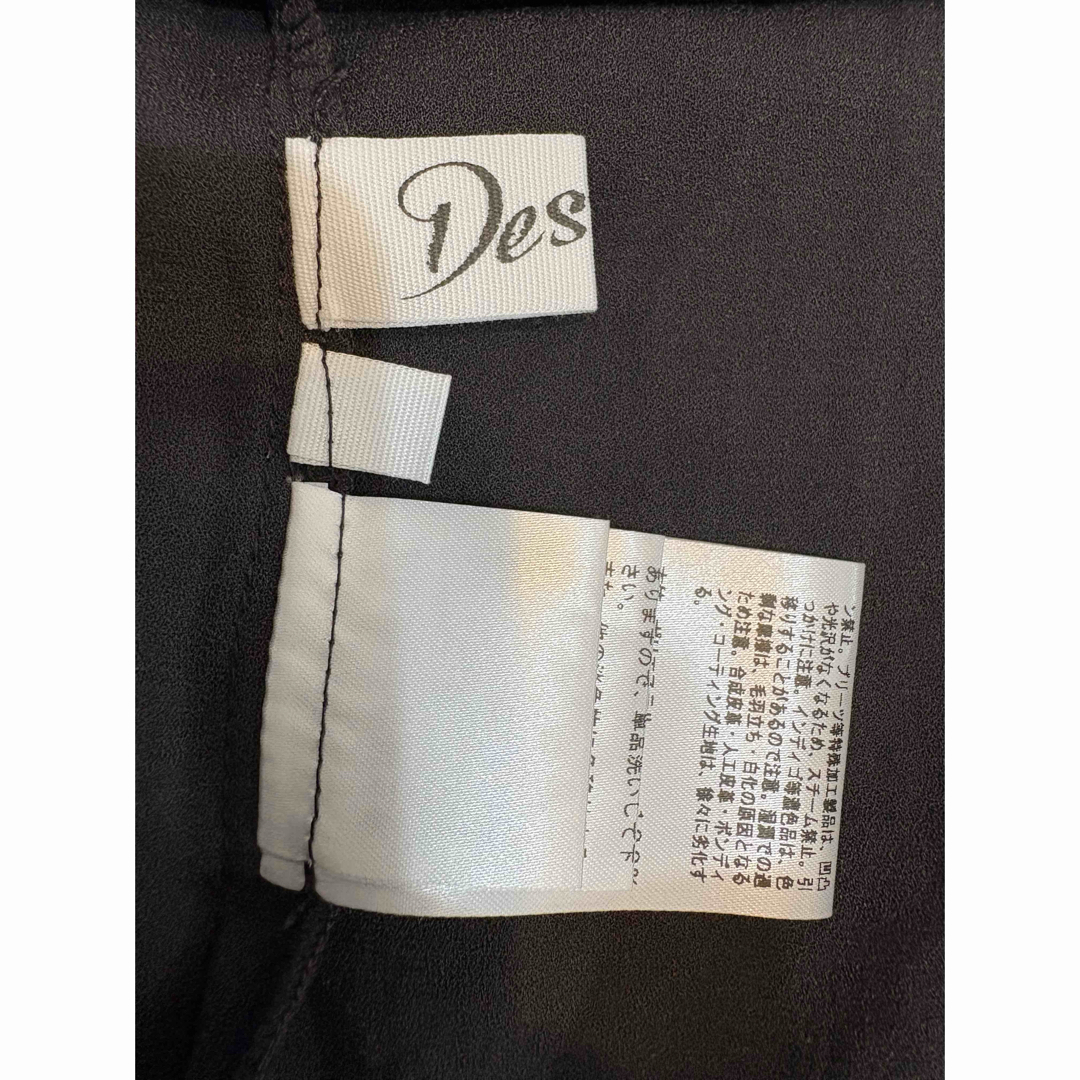 Des
ン禁止。プリーツ等特殊加工製品は、凹凸
や光沢がなくなるため、スチーム禁止。引
っかけに注意。インディゴ等濃色品は、色
移りすることがあるので注意。湿潤での過
剰な摩擦は、毛羽立ち・白化の原因となる
ため注意。合成皮革・人工皮革・ボンディ
ング・コーティング生地は、徐々に劣化す
る。
ありますので、単品洗いして
さい。